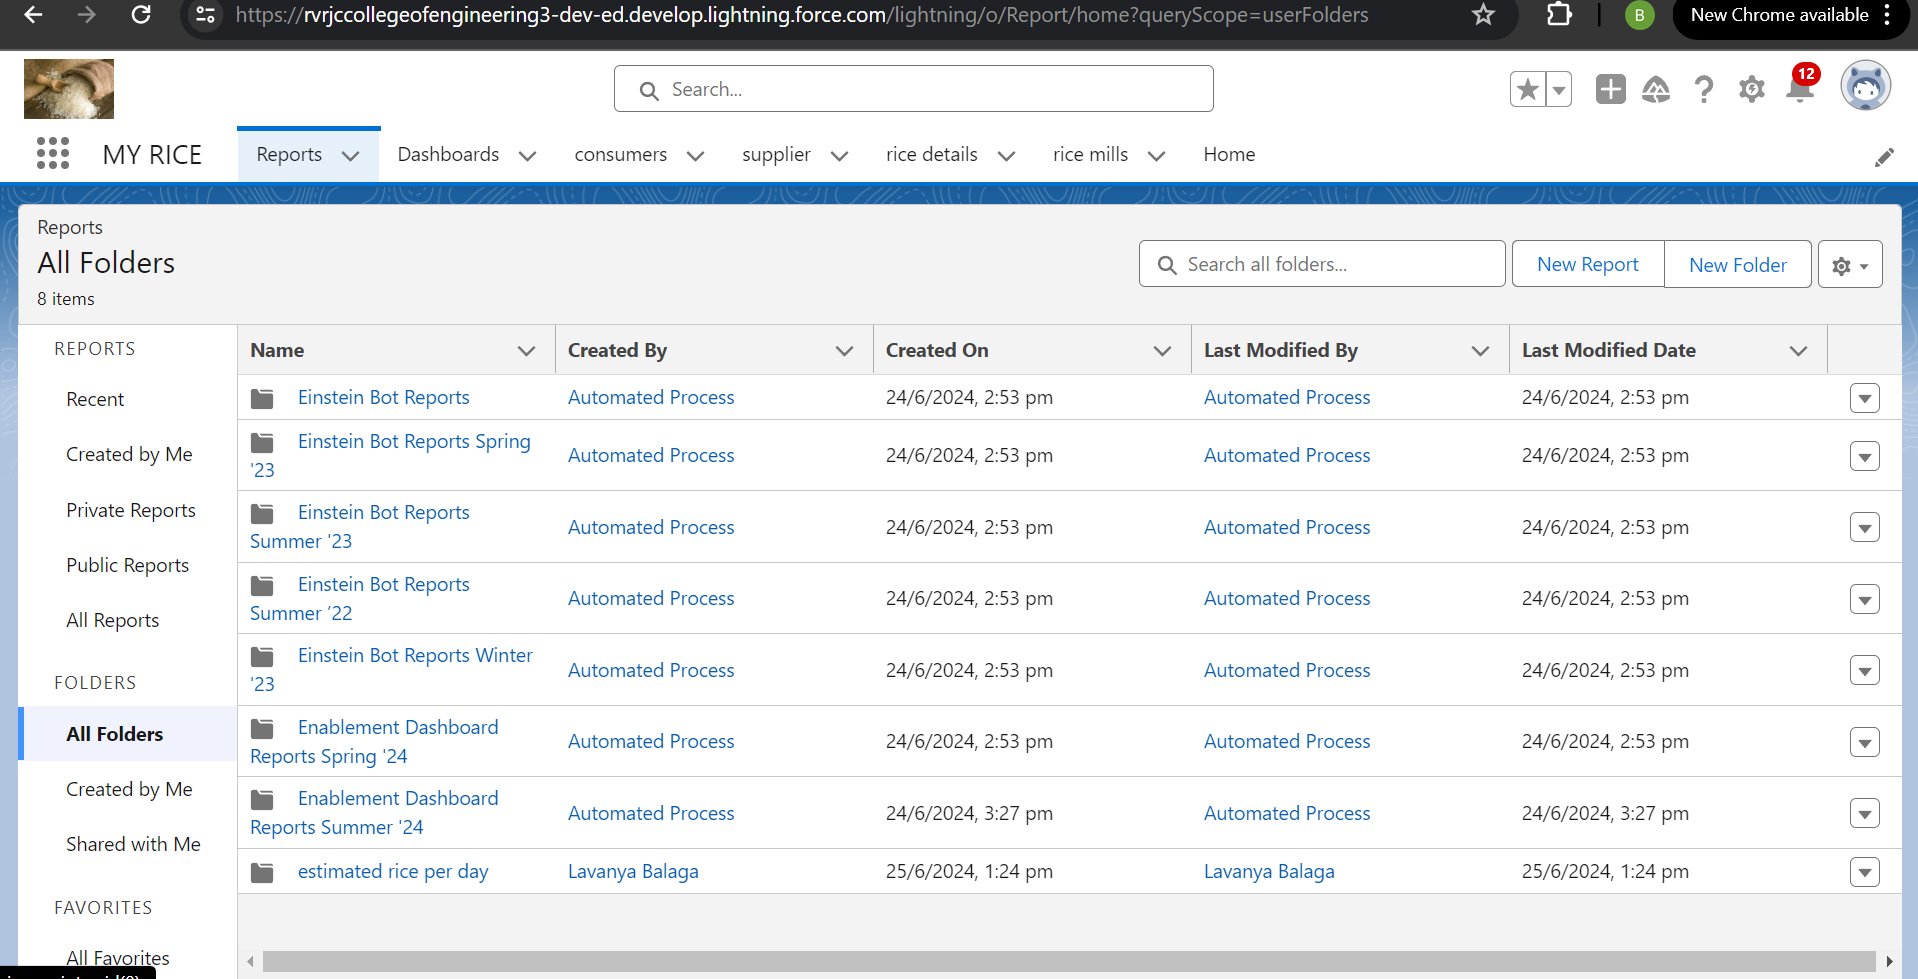 https://rvrjccollegeofengineering3-dev-ed.develop.lightning.force.com/lightning/o/Report/home?queryScope=userFolders
B
New Chrome available
Search...
12
MY RICE
Reports
Dashboards
consumers
supplier
rice details
rice mills
Home
Reports
All Folders
8 items
Search all folders...
New Report
New Folder
REPORTS
Recent
Created by Me
Private Reports
Public Reports
All Reports
FOLDERS
All Folders
Created by Me
Shared with Me
FAVORITES
All Favorites
Name Created By Created On Last Modified By Last Modified Date
Einstein Bot Reports Automated Process 24/6/2024, 2:53 pm Automated Process 24/6/2024, 2:53 pm
Einstein Bot Reports Spring
'23 Automated Process 24/6/2024, 2:53 pm Automated Process 24/6/2024, 2:53 pm
Einstein Bot Reports
Summer '23 Automated Process 24/6/2024, 2:53 pm Automated Process 24/6/2024, 2:53 pm
Einstein Bot Reports
Summer ’22 Automated Process 24/6/2024, 2:53 pm Automated Process 24/6/2024, 2:53 pm
Einstein Bot Reports Winter
'23 Automated Process 24/6/2024, 2:53 pm Automated Process 24/6/2024, 2:53 pm
Enablement Dashboard
Reports Spring '24 Automated Process 24/6/2024, 2:53 pm Automated Process 24/6/2024, 2:53 pm
Enablement Dashboard
Reports Summer '24 Automated Process 24/6/2024, 3:27 pm Automated Process 24/6/2024, 3:27 pm
estimated rice per day Lavanya Balaga 25/6/2024, 1:24 pm Lavanya Balaga 25/6/2024, 1:24 pm